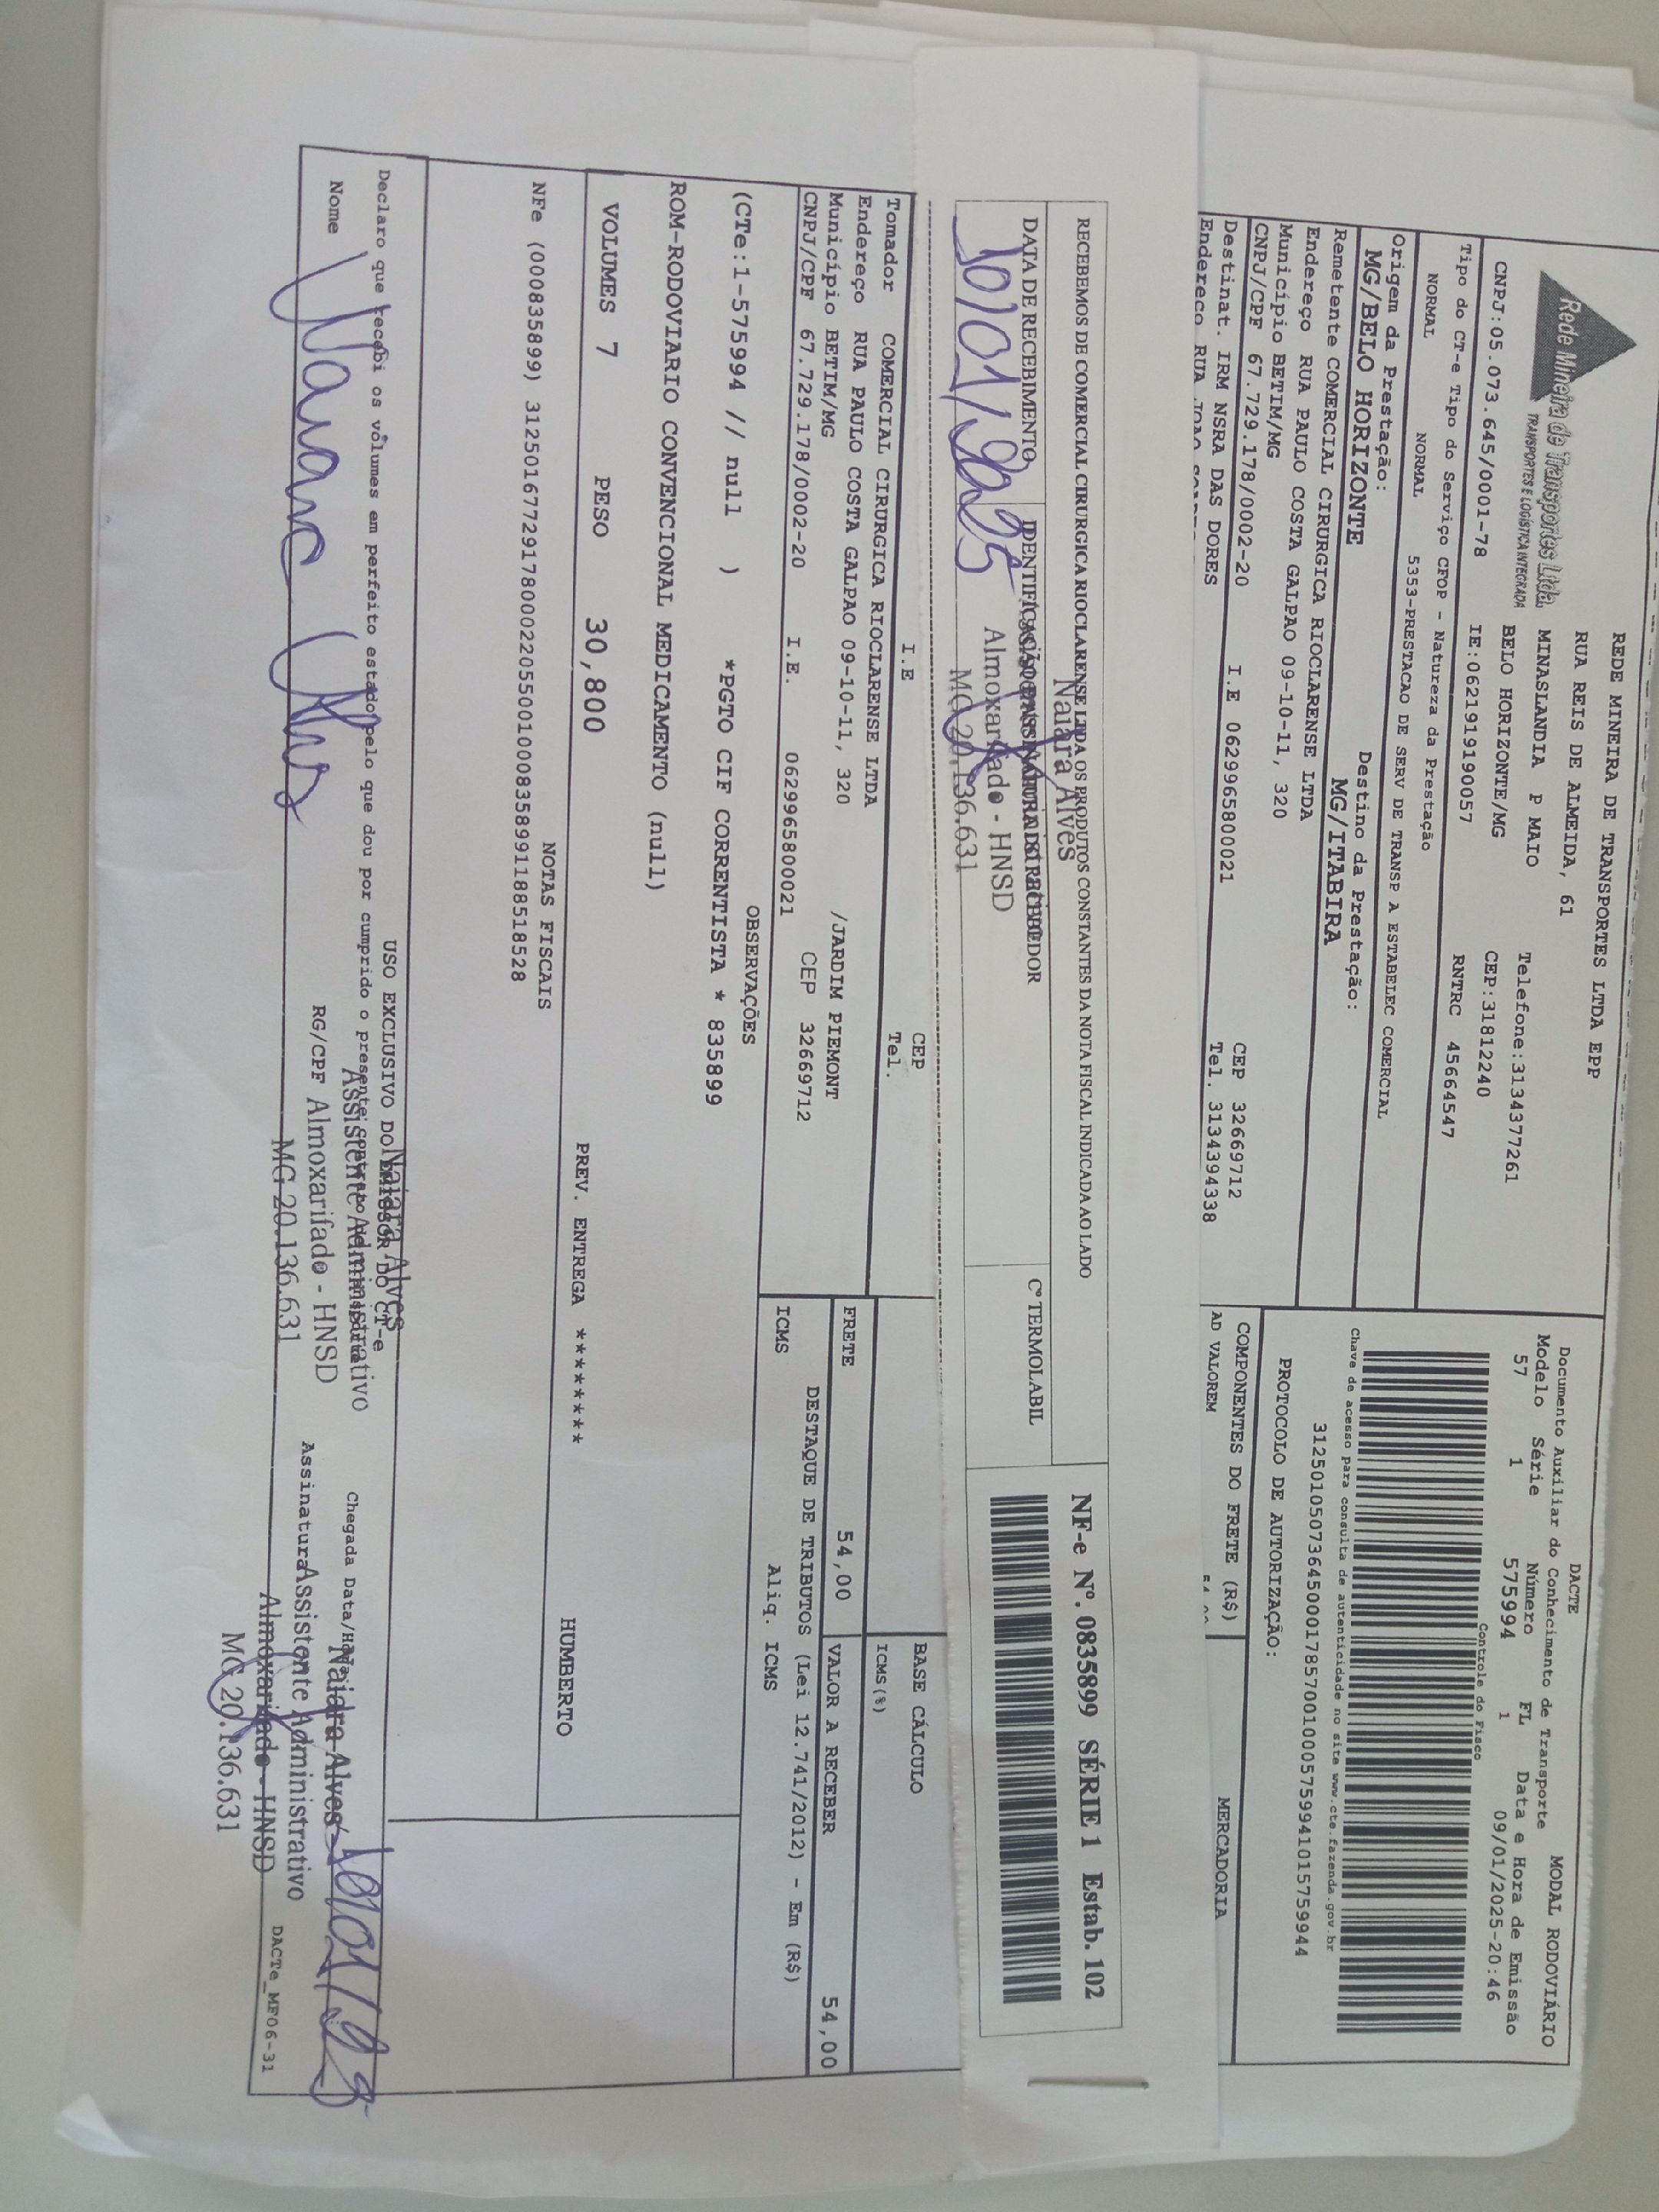 REDE MINEIRA DE TRANSPORTES LTDA EPP
Rede Mineira de Transportes Ltda.
TRANSPORTES E LOGÍSTICA INTEGRADA
RUA REIS DE ALMEIDA, 61
MINASLANDIA P MAIO Telefone:3134377261
BELO HORIZONTE/MG CEP:31812240
CNPJ:05.073.645/0001-78 IE:0621919190057 RNTRC 45664547
Tipo do CT-e Tipo do Serviço CFOP - Natureza da Prestação
NORMAL NORMAL 5353-PRESTACAO DE SERV DE TRANSP A ESTABELEC COMERCIAL
Origem da Prestação: Destino da Prestação:
MG/BELO HORIZONTE MG/ITABIRA
Remetente COMERCIAL CIRURGICA RIOCLARENSE LTDA
Endereço RUA PAULO COSTA GALPAO 09-10-11, 320
Município BETIM/MG CEP 32669712
CNPJ/CPF 67.729.178/0002-20 I.E 0629965800021 Tel. 3134394338
Destinat. IRM NSRA DAS DORES
Endereço RUA
DACTE MODAL RODOVIÁRIO
Documento Auxiliar do Conhecimento de Transporte
Modelo Série Número FL Data e Hora de Emissão
57 1 575994 1 09/01/2025-20:46
Controle do Fisco
Chave de acesso para consulta de autenticidade no site www.cte.fazenda.gov.br
31250105073645000178570010005759941015759944
PROTOCOLO DE AUTORIZAÇÃO:
COMPONENTES DO FRETE (R$) MERCADORIA
AD VALOREM
RECEBEMOS DE COMERCIAL CIRURGICA RIOCLARENSE LTDA OS PRODUTOS CONSTANTES DA NOTA FISCAL INDICADA AO LADO
DATA DE RECEBIMENTO IDENTIFICAÇÃO E ASSINATURA DO RECEBEDOR Cº TERMOLABIL
10/01/2025
Naiara Alves
Almoxarifado - HNSD
MG 20.136.631
NF-e Nº. 0835899 SÉRIE 1 Estab. 102
I.E CEP
Tel.
Tomador COMERCIAL CIRURGICA RIOCLARENSE LTDA
Endereço RUA PAULO COSTA GALPAO 09-10-11, 320 /JARDIM PIEMONT
Município BETIM/MG CEP 32669712
CNPJ/CPF 67.729.178/0002-20 I.E. 0629965800021
BASE CÁLCULO
ICMS(%)
FRETE 54,00 VALOR A RECEBER 54,00
DESTAQUE DE TRIBUTOS (Lei 12.741/2012) - Em (R$)
ICMS Aliq. ICMS
OBSERVAÇÕES
(CTe:1-575994 // null ) *PGTO CIF CORRENTISTA * 835899
ROM-RODOVIARIO CONVENCIONAL MEDICAMENTO (null)
VOLUMES 7 PESO 30,800 PREV. ENTREGA ******** HUMBERTO
NOTAS FISCAIS
NFe (000835899) 31250167729178000220550010008358991188518528
USO EXCLUSIVO DO EMISSOR DO CT-e
Declaro que recebi os volumes em perfeito estado pelo que dou por cumprido o presente contrato de
Chegada Data/Hora
Nome RG/CPF Assinatura
Naiara Alves
Assistente Administrativo
Almoxarifado - HNSD
MG 20.136.631
Naiara Alves
Assistente Administrativo
Almoxarifado - HNSD
MG 20.136.631
DACTe_MF06-31